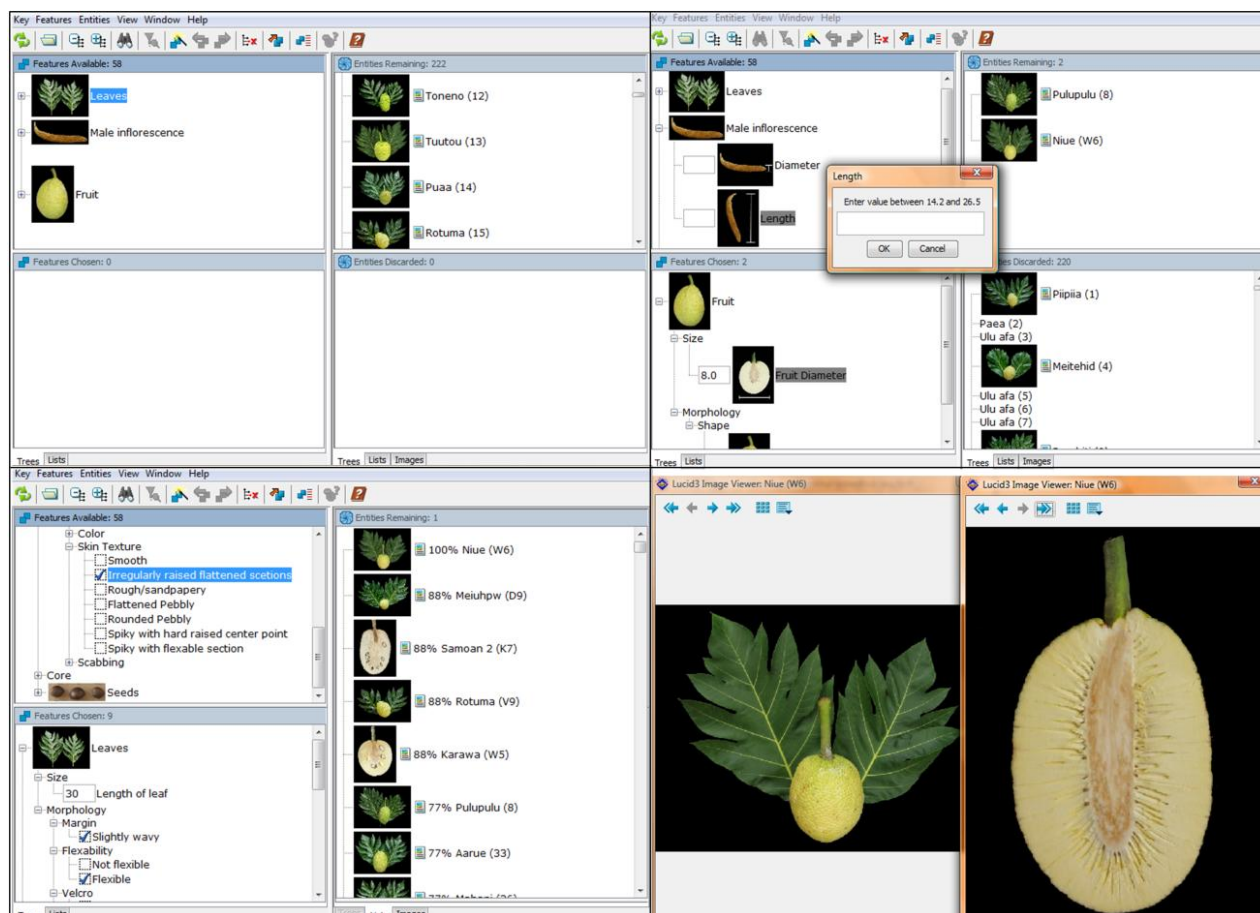 Key Features Entities View Window Help
Features Available: 58
Leaves
Male inflorescence
Fruit
Entities Remaining: 222
Toneno (12)
Tuutou (13)
Puaa (14)
Rotuma (15)
Features Chosen: 0
Entities Discarded: 0
Trees Lists
Trees Lists Images
Key Features Entities View Window Help
Features Available: 58
Leaves
Male inflorescence
Diameter
Length
Entities Remaining: 2
Pulupulu (8)
Niue (W6)
Length
Enter value between 14.2 and 26.5
OK Cancel
Features Chosen: 2
Fruit
Size
8.0 Fruit Diameter
Morphology
Shape
Entities Discarded: 220
Piipiia (1)
Paea (2)
Ulu afa (3)
Meitehid (4)
Ulu afa (5)
Ulu afa (6)
Ulu afa (7)
Trees Lists
Trees Lists Images
Key Features Entities View Window Help
Features Available: 58
Color
Skin Texture
Smooth
Irregularly raised flattened scetions
Rough/sandpapery
Flattened Pebbly
Rounded Pebbly
Spiky with hard raised center point
Spiky with flexable section
Scabbing
Core
Seeds
Entities Remaining: 1
100% Niue (W6)
88% Meiuhpw (D9)
88% Samoan 2 (K7)
88% Rotuma (V9)
88% Karawa (W5)
77% Pulupulu (8)
77% Aarue (33)
Features Chosen: 9
Leaves
Size
30 Length of leaf
Morphology
Margin
Slightly wavy
Flexability
Not flexible
Flexible
Velcro
Lucid3 Image Viewer: Niue (W6)
Lucid3 Image Viewer: Niue (W6)